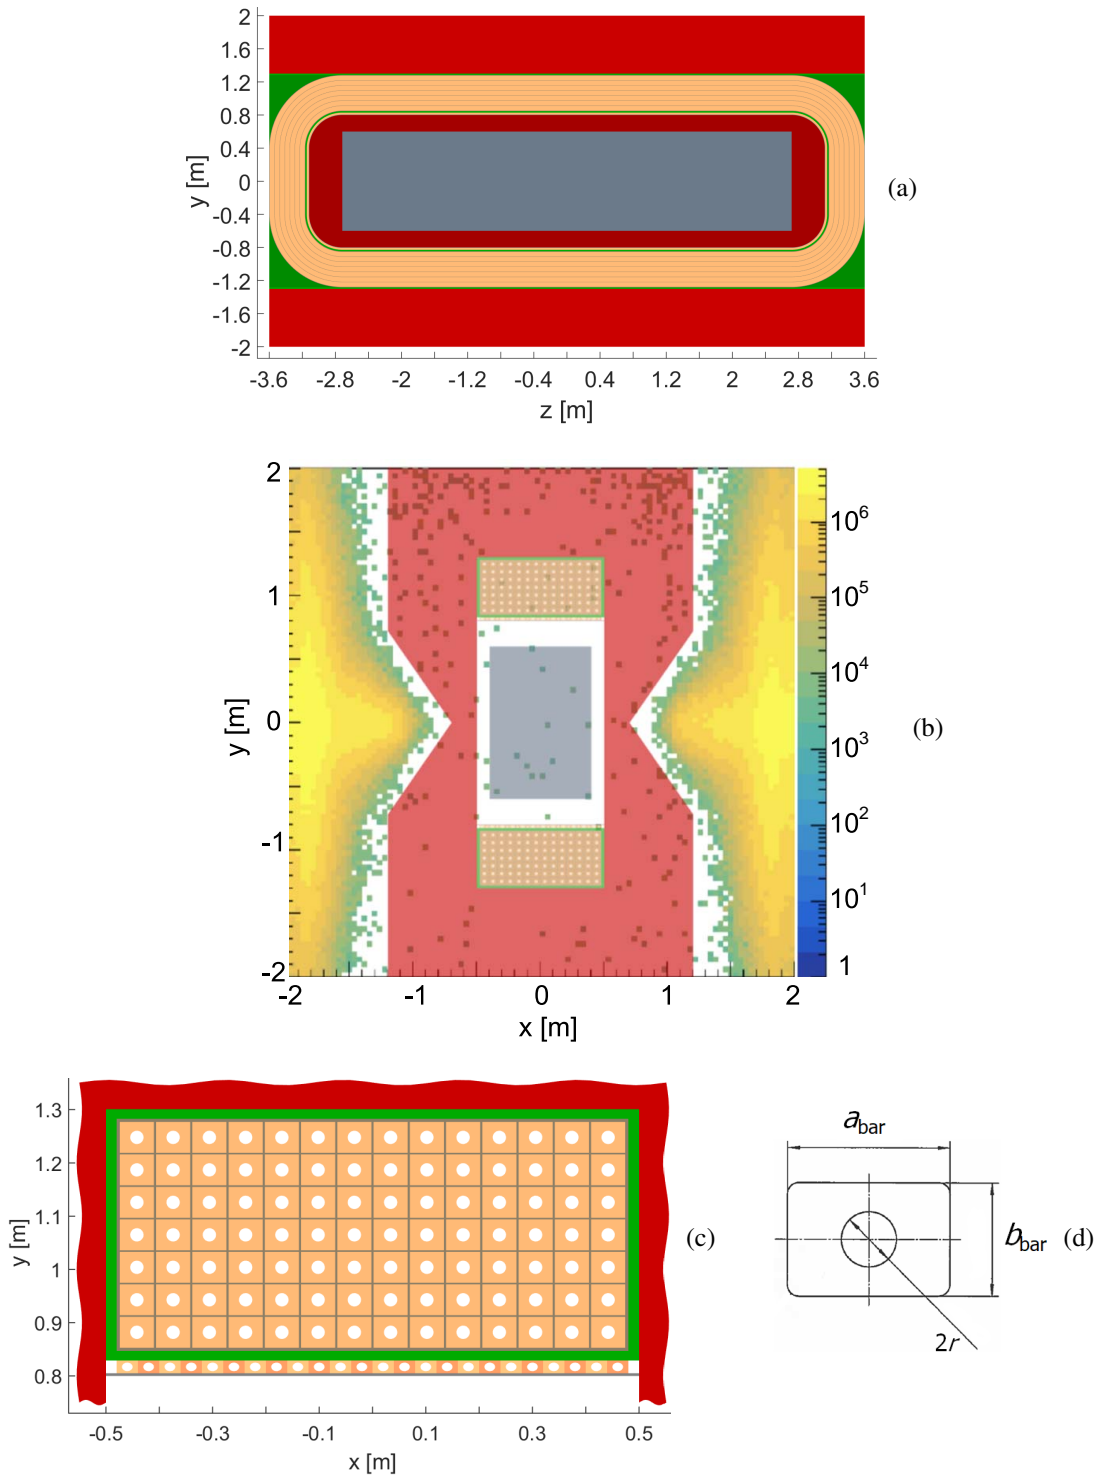 2
1.6
1.2
0.8
0.4
0
-0.4
-0.8
-1.2
-1.6
-2
y [m]
-3.6 -2.8 -2 -1.2 -0.4 0.4 1.2 2 2.8 3.6
z [m]
(a)
2
1
0
-1
-2
y [m]
-2 -1 0 1 2
x [m]
10^6
10^5
10^4
10^3
10^2
10^1
1
(b)
1.3
1.2
1.1
1
0.9
0.8
y [m]
-0.5 -0.3 -0.1 0.1 0.3 0.5
x [m]
(c)
a_bar
b_bar
2r
(d)